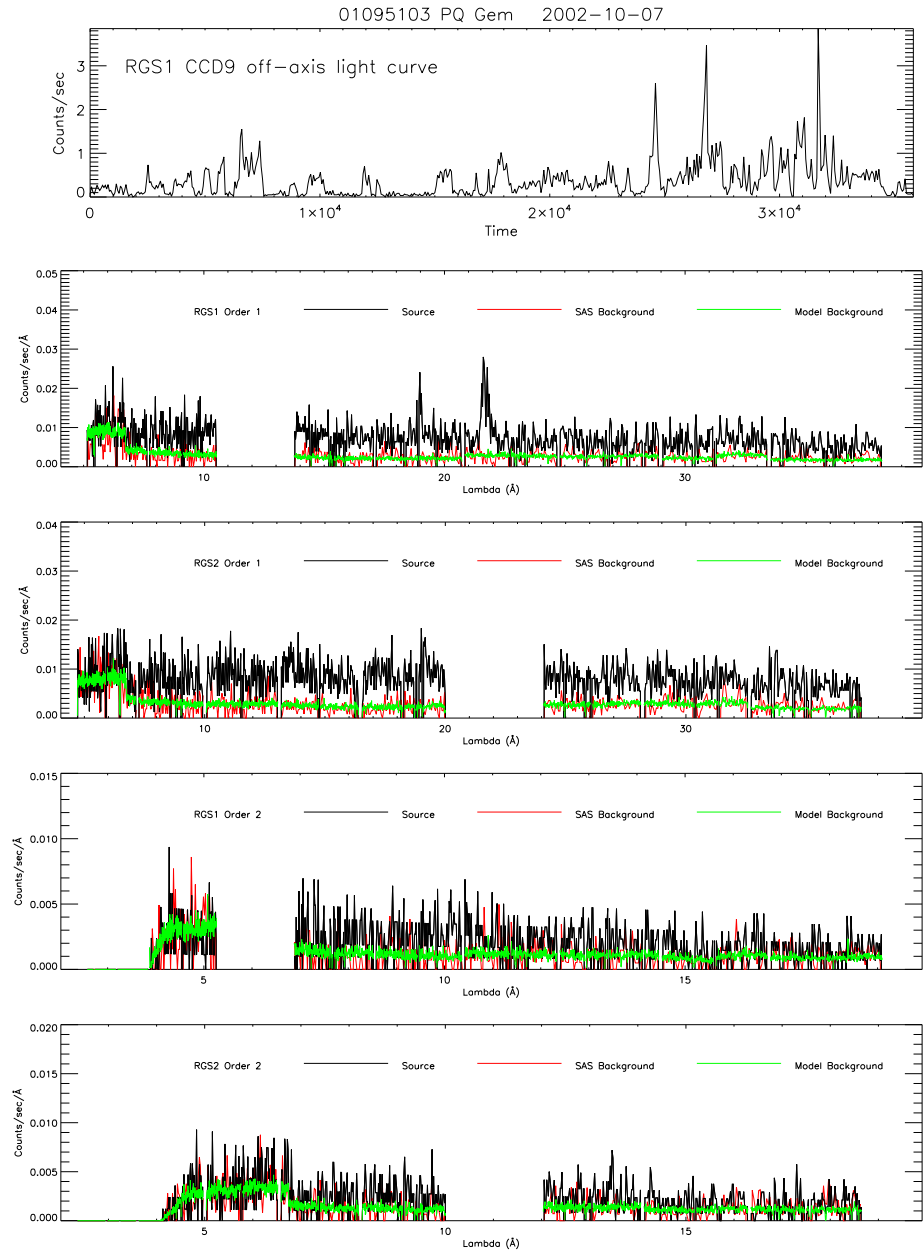 01095103 PQ Gem 2002-10-07
RGS1 CCD9 off-axis light curve
Counts/sec
3
2
1
0
0 1×10⁴ 2×10⁴ 3×10⁴
Time
RGS1 Order 1 Source SAS Background Model Background
Counts/sec/Å
0.05
0.04
0.03
0.02
0.01
0.00
10 20 30
Lambda (Å)
RGS2 Order 1 Source SAS Background Model Background
Counts/sec/Å
0.04
0.03
0.02
0.01
0.00
10 20 30
Lambda (Å)
RGS1 Order 2 Source SAS Background Model Background
Counts/sec/Å
0.015
0.010
0.005
0.000
5 10 15
Lambda (Å)
RGS2 Order 2 Source SAS Background Model Background
Counts/sec/Å
0.020
0.015
0.010
0.005
0.000
5 10 15
Lambda (Å)